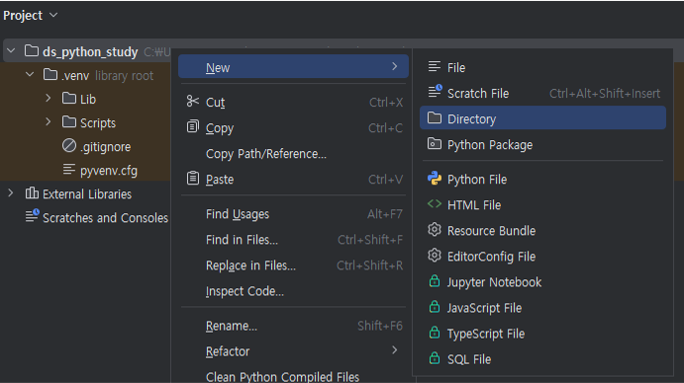 Project
ds_python_study C:₩U
.venv library root
Lib
Scripts
.gitignore
pyvenv.cfg
External Libraries
Scratches and Consoles
New
Cut Ctrl+X
Copy Ctrl+C
Copy Path/Reference...
Paste Ctrl+V
Find Usages Alt+F7
Find in Files... Ctrl+Shift+F
Replace in Files... Ctrl+Shift+R
Inspect Code...
Rename... Shift+F6
Refactor
Clean Python Compiled Files
File
Scratch File Ctrl+Alt+Shift+Insert
Directory
Python Package
Python File
HTML File
Resource Bundle
EditorConfig File
Jupyter Notebook
JavaScript File
TypeScript File
SQL File